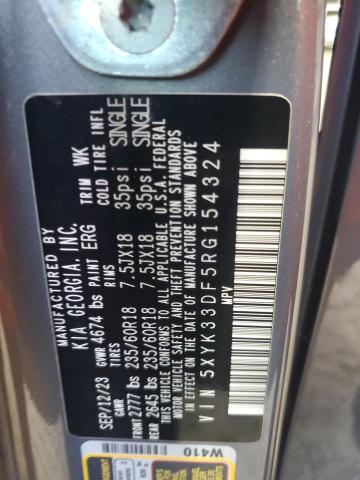 MANUFACTURED BY
KIA GEORGIA, INC.
SEP/12/23 GVWR 4674 lbs PAINT ERG TRIM WK
GAWR TIRES RIMS COLD TIRE INFL
FRONT 2777 lbs 235/60R18 7.5JX18 35psi SINGLE
REAR 2645 lbs 235/60R18 7.5JX18 35psi SINGLE
THIS VEHICLE CONFORMS TO ALL APPLICABLE U.S.A. FEDERAL
MOTOR VEHICLE SAFETY AND THEFT PREVENTION STANDARDS
IN EFFECT ON THE DATE OF MANUFACTURE SHOWN ABOVE
VIN 5XYK33DF5RG154324
MPV
W410